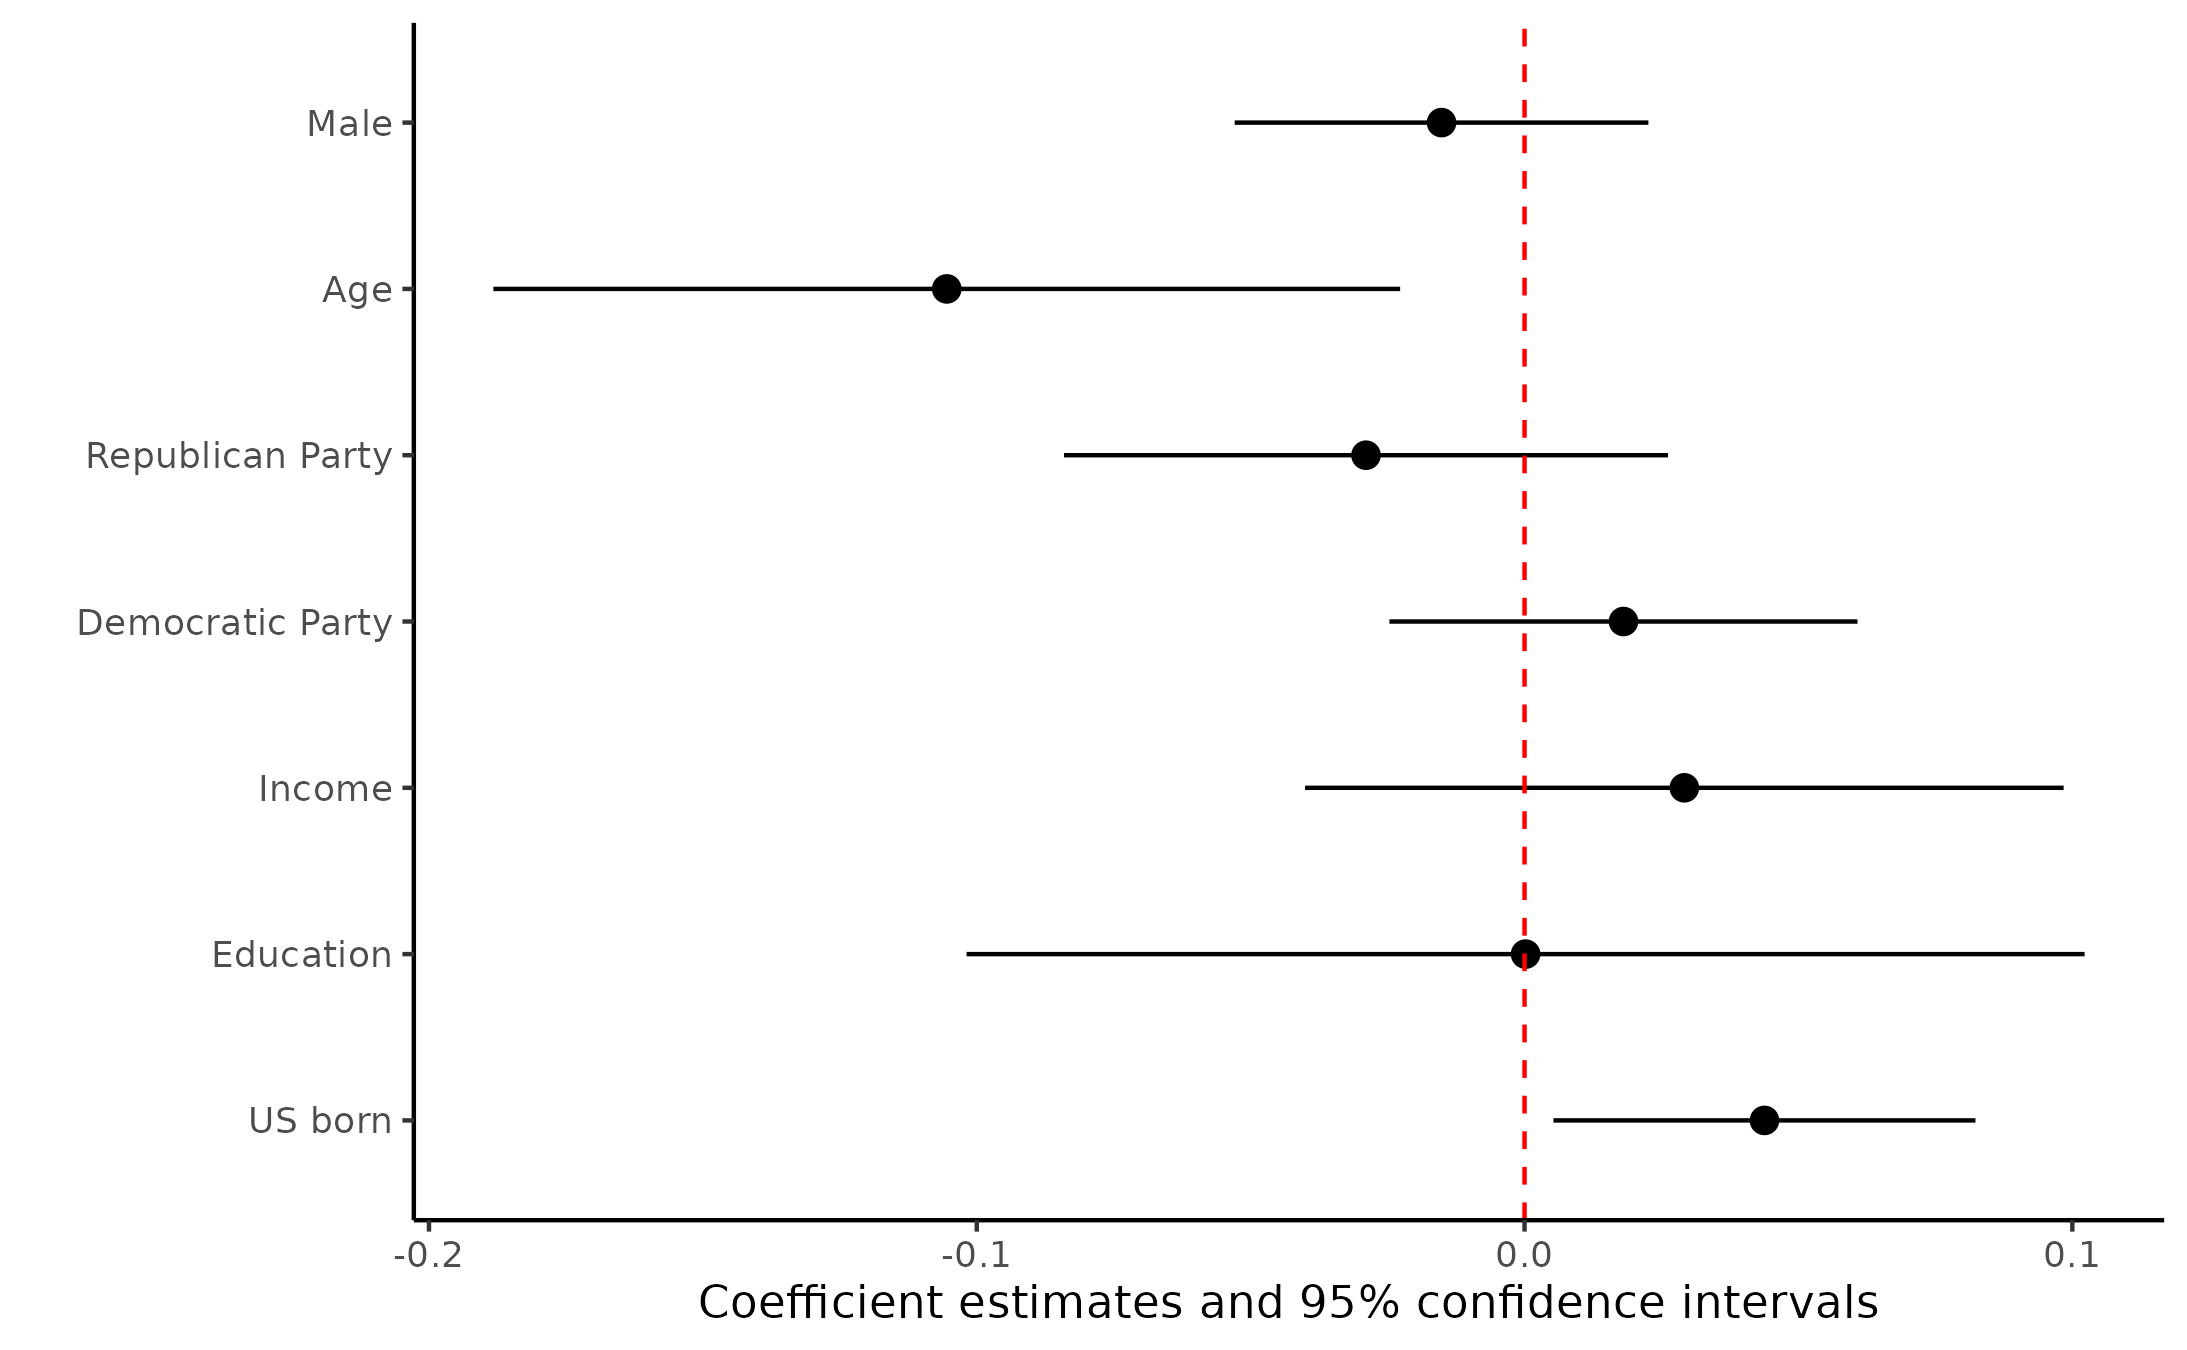 Male
Age
Republican Party
Democratic Party
Income
Education
US born
-0.2 -0.1 0.0 0.1
Coefficient estimates and 95% confidence intervals